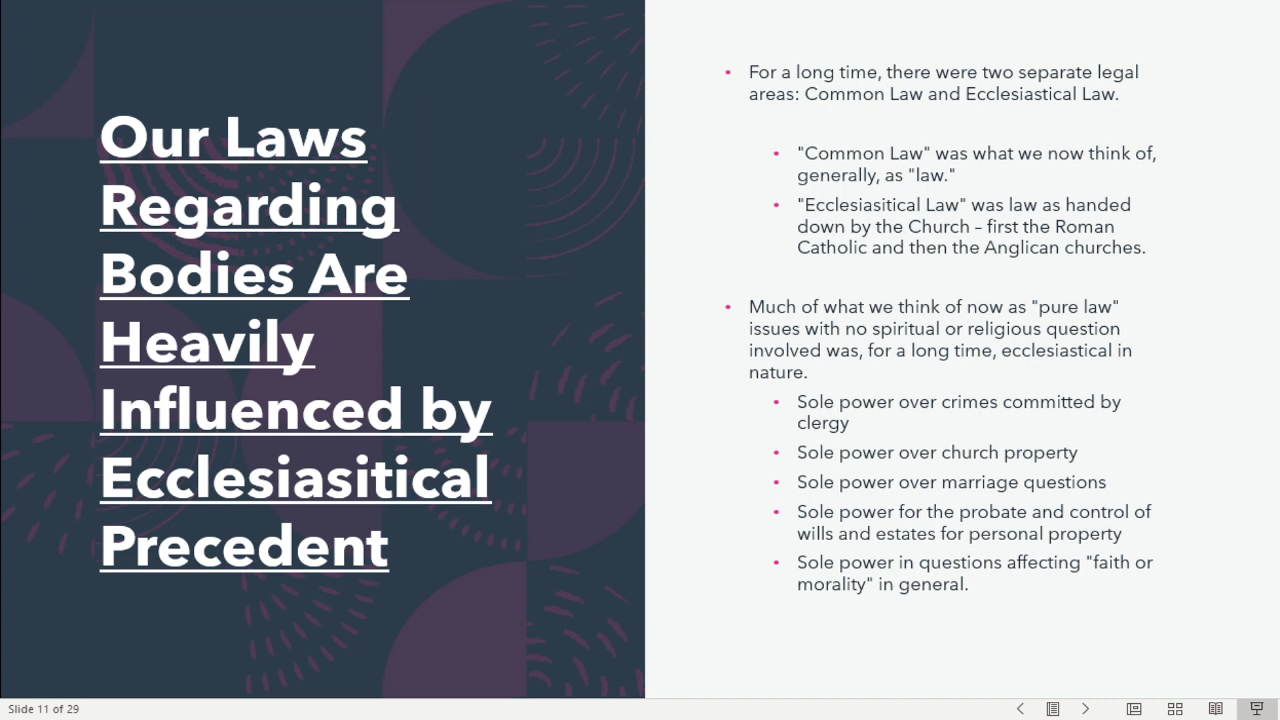 Our Laws
Regarding
Bodies Are
Heavily
Influenced by
Ecclesiasitical
Precedent
• For a long time, there were two separate legal
areas: Common Law and Ecclesiastical Law.
• "Common Law" was what we now think of,
generally, as "law."
• "Ecclesiasitical Law" was law as handed
down by the Church – first the Roman
Catholic and then the Anglican churches.
• Much of what we think of now as "pure law"
issues with no spiritual or religious question
involved was, for a long time, ecclesiastical in
nature.
• Sole power over crimes committed by
clergy
• Sole power over church property
• Sole power over marriage questions
• Sole power for the probate and control of
wills and estates for personal property
• Sole power in questions affecting "faith or
morality" in general.
Slide 11 of 29